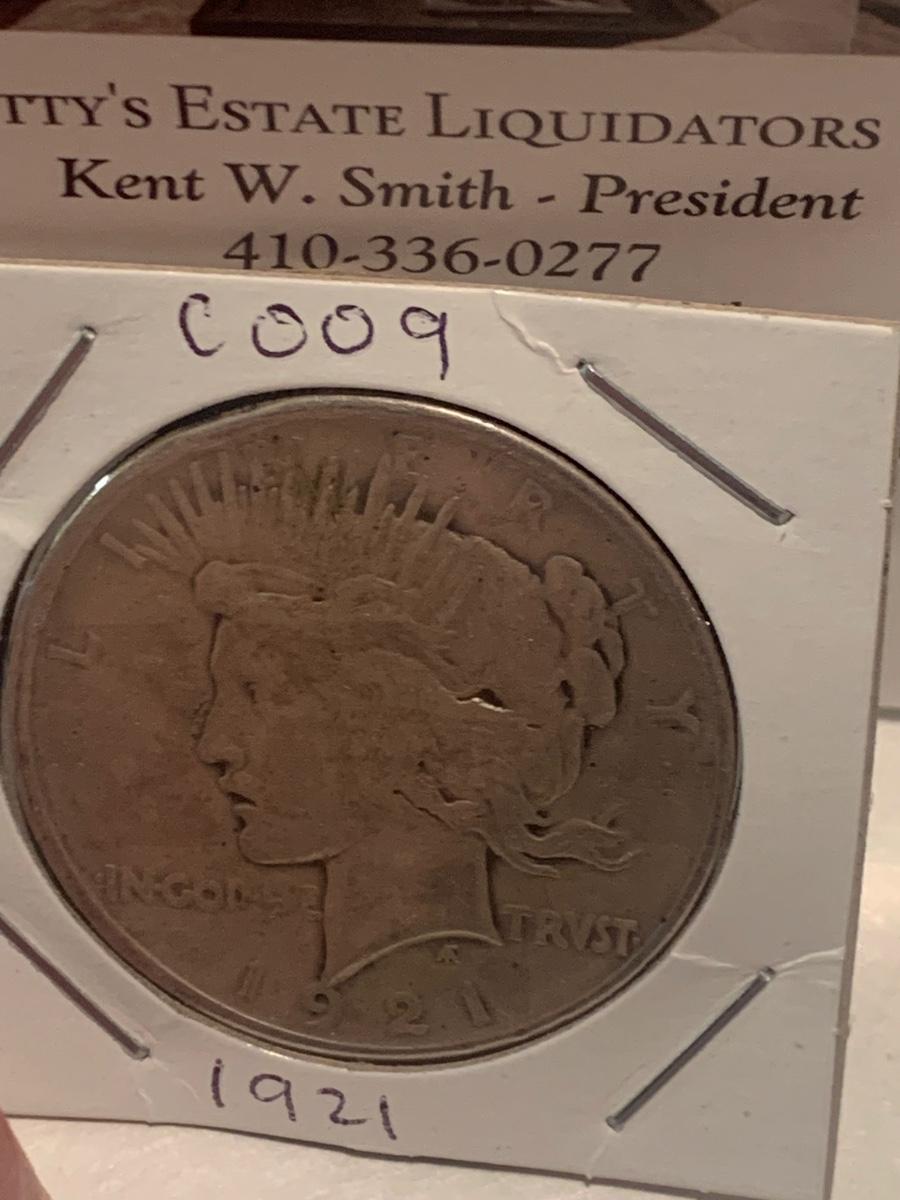 TTY'S ESTATE LIQUIDATORS
Kent W. Smith - President
410-336-0277
C009
LIBERTY
IN GOD WE TRVST
1921
1921